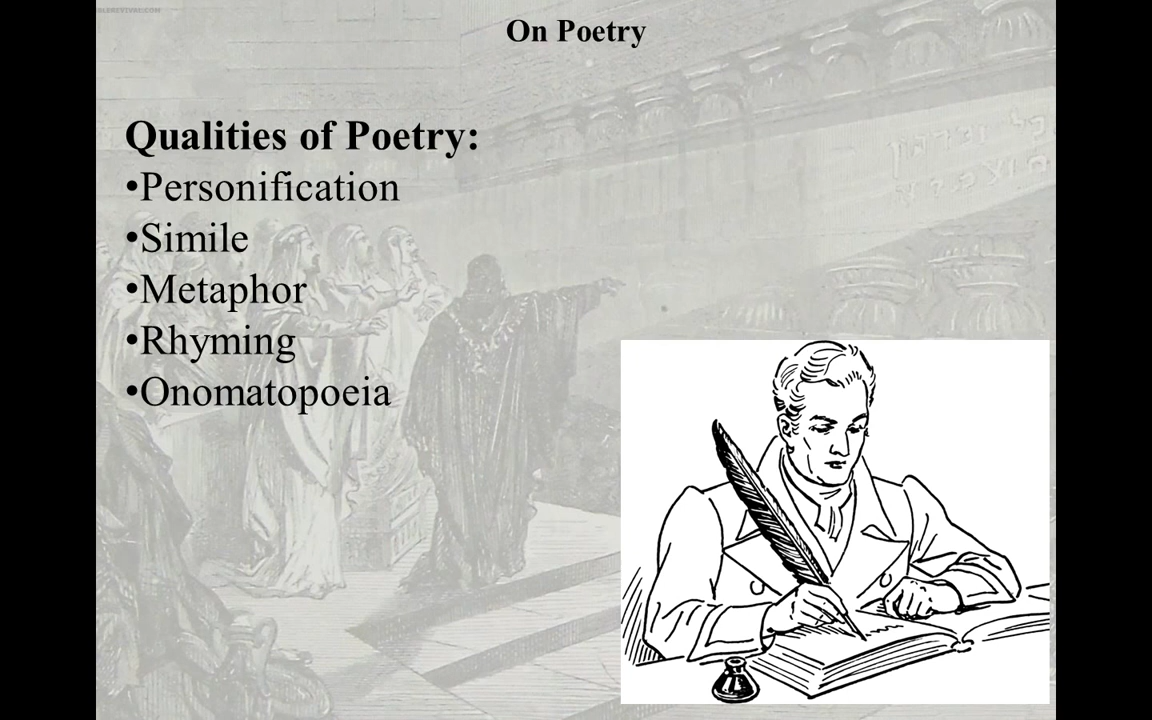 On Poetry
Qualities of Poetry:
•Personification
•Simile
•Metaphor
•Rhyming
•Onomatopoeia